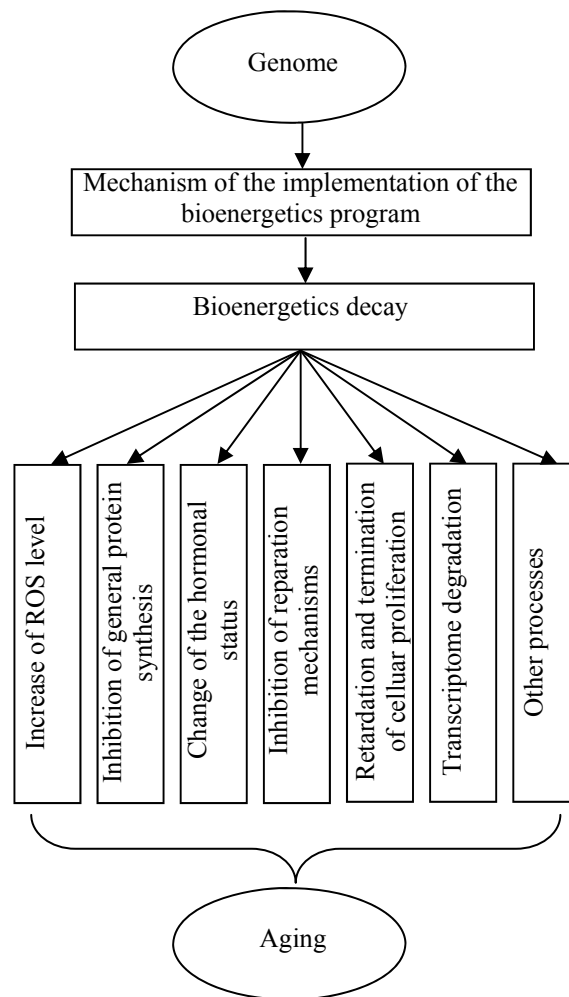 Genome
Mechanism of the implementation of the
bioenergetics program
Bioenergetics decay
Increase of ROS level
Inhibition of general protein
synthesis
Change of the hormonal
status
Inhibition of reparation
mechanisms
Retardation and termination
of celluar proliferation
Transcriptome degradation
Other processes
Aging